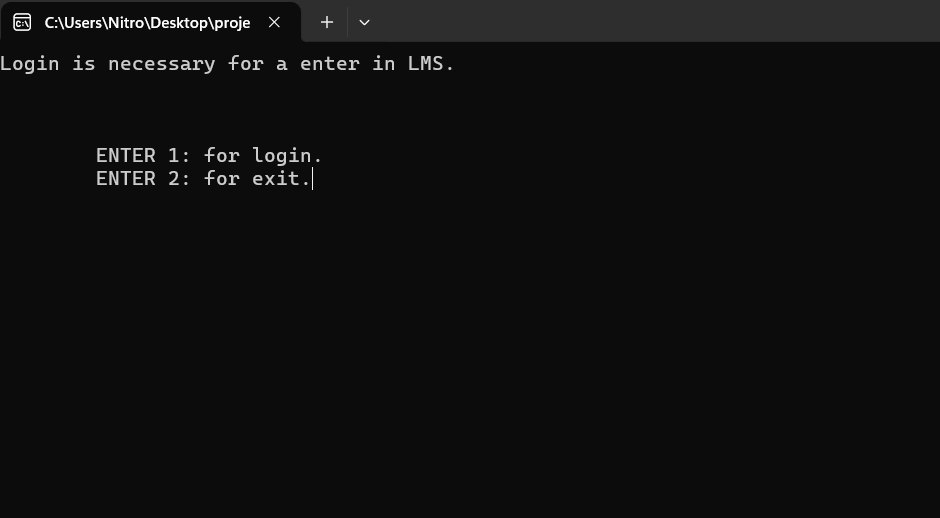 C:\Users\Nitro\Desktop\proje
Login is necessary for a enter in LMS.
ENTER 1: for login.
ENTER 2: for exit.